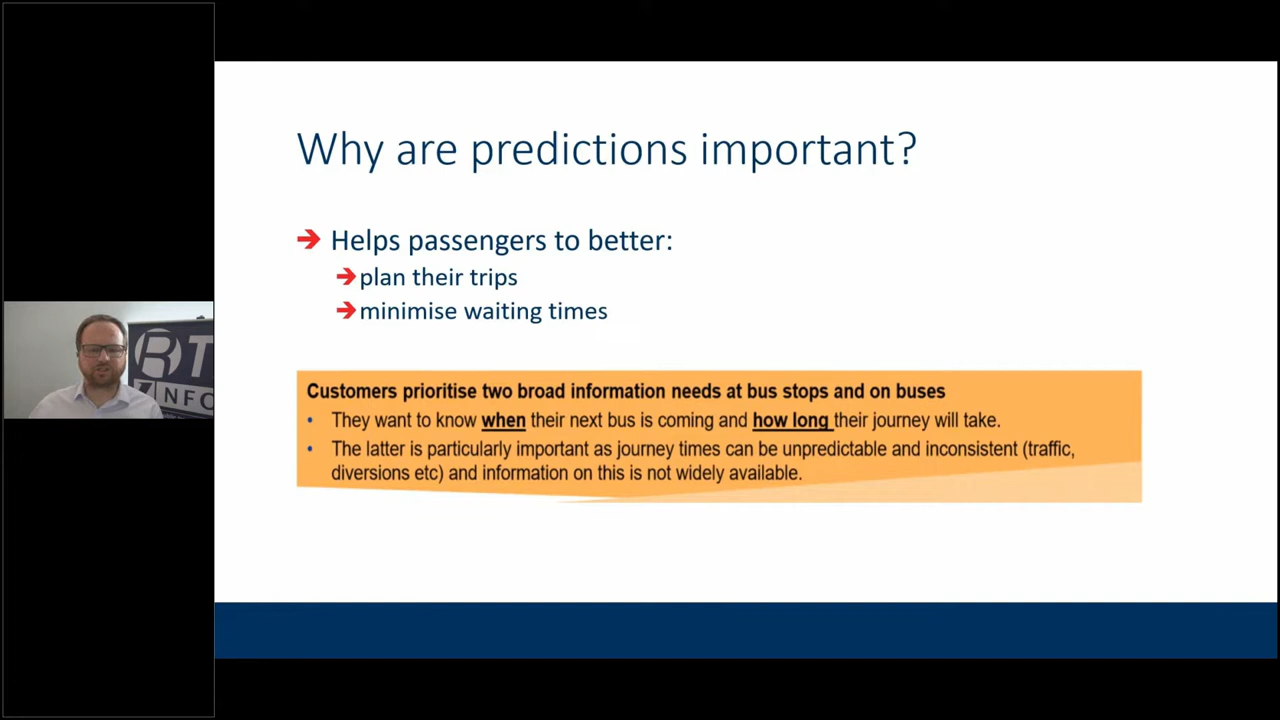 Why are predictions important?
➔ Helps passengers to better:
➔ plan their trips
➔ minimise waiting times
Customers prioritise two broad information needs at bus stops and on buses
• They want to know when their next bus is coming and how long their journey will take.
• The latter is particularly important as journey times can be unpredictable and inconsistent (traffic,
diversions etc) and information on this is not widely available.
RT
NFO